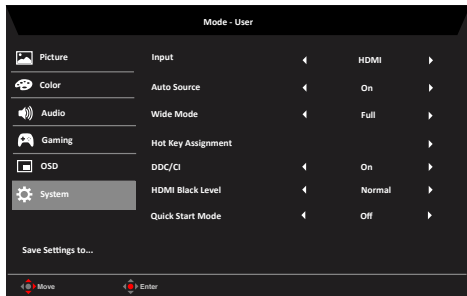 Mode - User
Picture
Color
Audio
Gaming
OSD
System
Input HDMI
Auto Source On
Wide Mode Full
Hot Key Assignment
DDC/CI On
HDMI Black Level Normal
Quick Start Mode Off
Save Settings to...
Move Enter